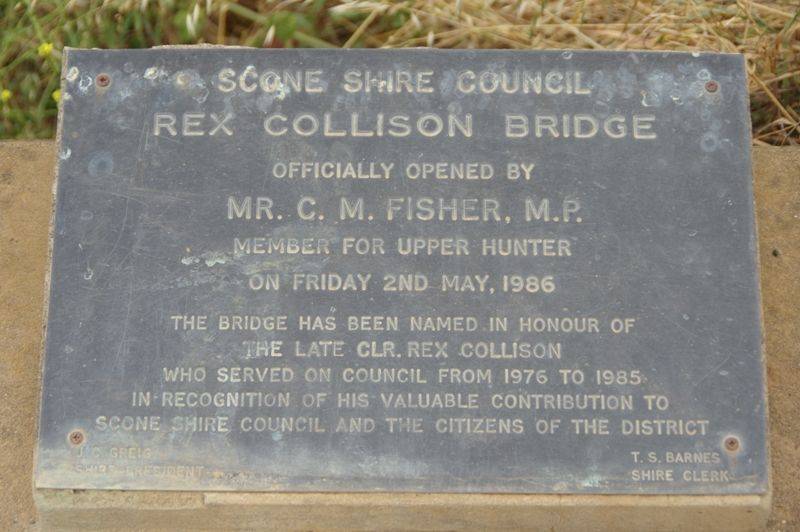 SCONE SHIRE COUNCIL
REX COLLISON BRIDGE
OFFICIALLY OPENED BY
MR. C. M. FISHER, M.P.
MEMBER FOR UPPER HUNTER
ON FRIDAY 2ND MAY, 1986
THE BRIDGE HAS BEEN NAMED IN HONOUR OF
THE LATE CLR. REX COLLISON
WHO SERVED ON COUNCIL FROM 1976 TO 1985
IN RECOGNITION OF HIS VALUABLE CONTRIBUTION TO
SCONE SHIRE COUNCIL AND THE CITIZENS OF THE DISTRICT
J. C. GREIG
SHIRE PRESIDENT
T. S. BARNES
SHIRE CLERK